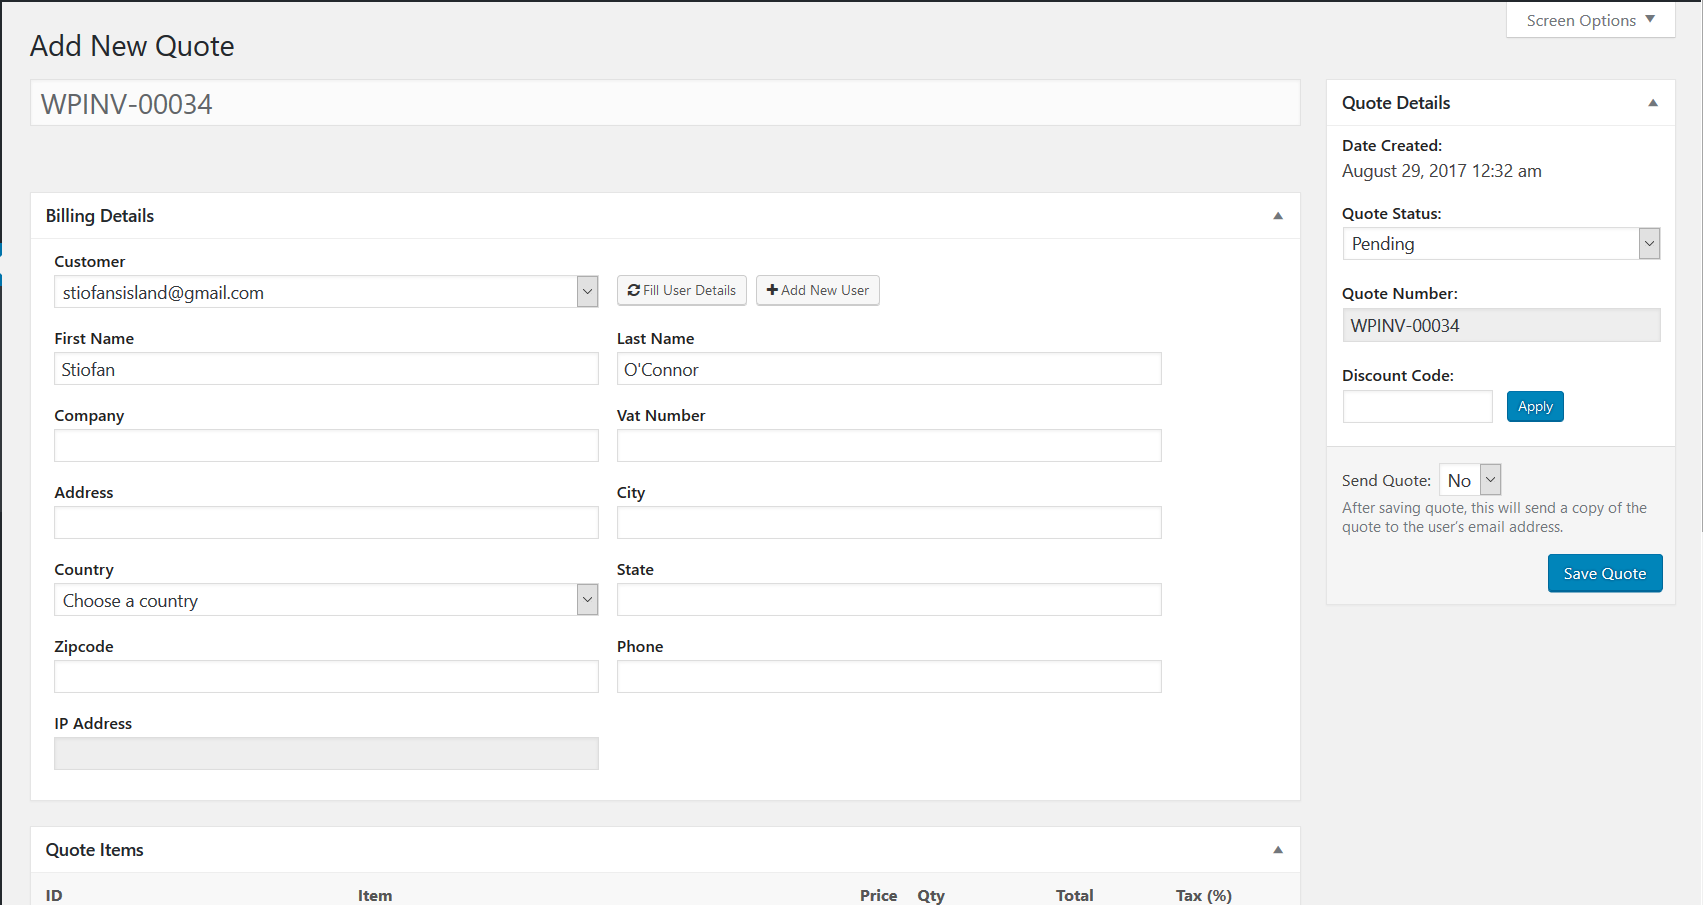 Screen Options
Add New Quote
WPINV-00034
Billing Details
Customer
stiofansisland@gmail.com
Fill User Details
Add New User
First Name
Last Name
Stiofan
O'Connor
Company
Vat Number
Address
City
Country
State
Choose a country
Zipcode
Phone
IP Address
Quote Items
ID Item Price Qty Total Tax (%)
Quote Details
Date Created:
August 29, 2017 12:32 am
Quote Status:
Pending
Quote Number:
WPINV-00034
Discount Code:
Apply
Send Quote: No
After saving quote, this will send a copy of the
quote to the user's email address.
Save Quote